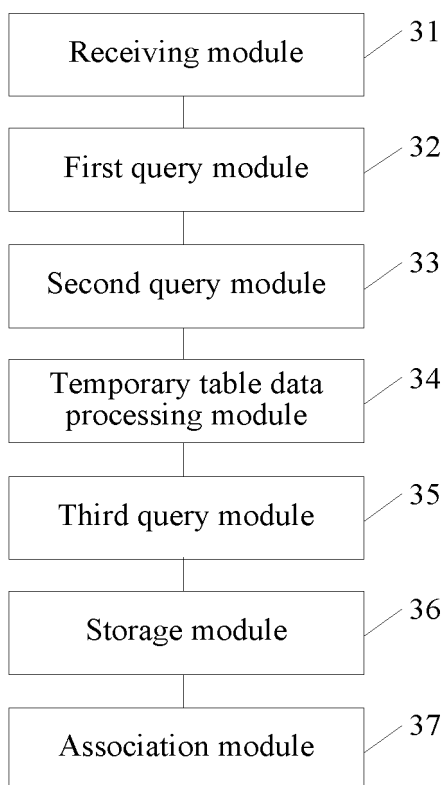 Receiving module
31
First query module
32
Second query module
33
Temporary table data
processing module
34
Third query module
35
Storage module
36
Association module
37